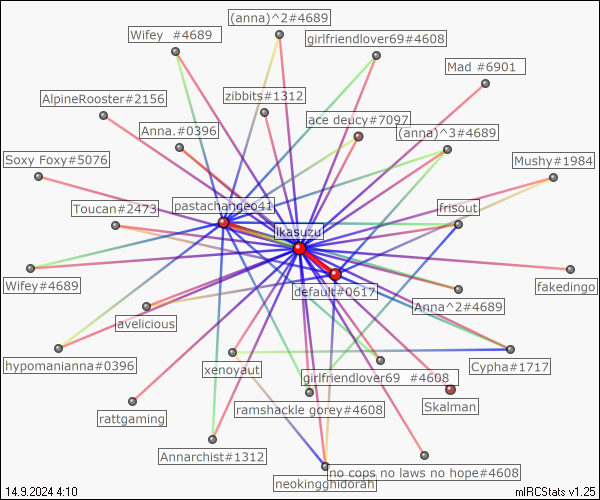 (anna)^2#4689
Wifey  #4689
girlfriendlover69#4608
Mad #6901
AlpineRooster#2156
zibbits#1312
ace deucy#7097
Anna.#0396
(anna)^3#4689
Soxy Foxy#5076
Mushy#1984
Toucan#2473
pastachangeo41
frisout
ikasuzu
Wifey#4689
default#0617
fakedingo
Anna^2#4689
avelicious
hypomanianna#0396
xenoyaut
Cypha#1717
girlfriendlover69  #4608
ramshackle gorey#4608
Skalman
rattgaming
Annarchist#1312
no cops no laws no hope#4608
neokingghidorah
14.9.2024 4:10
mIRCStats v1.25